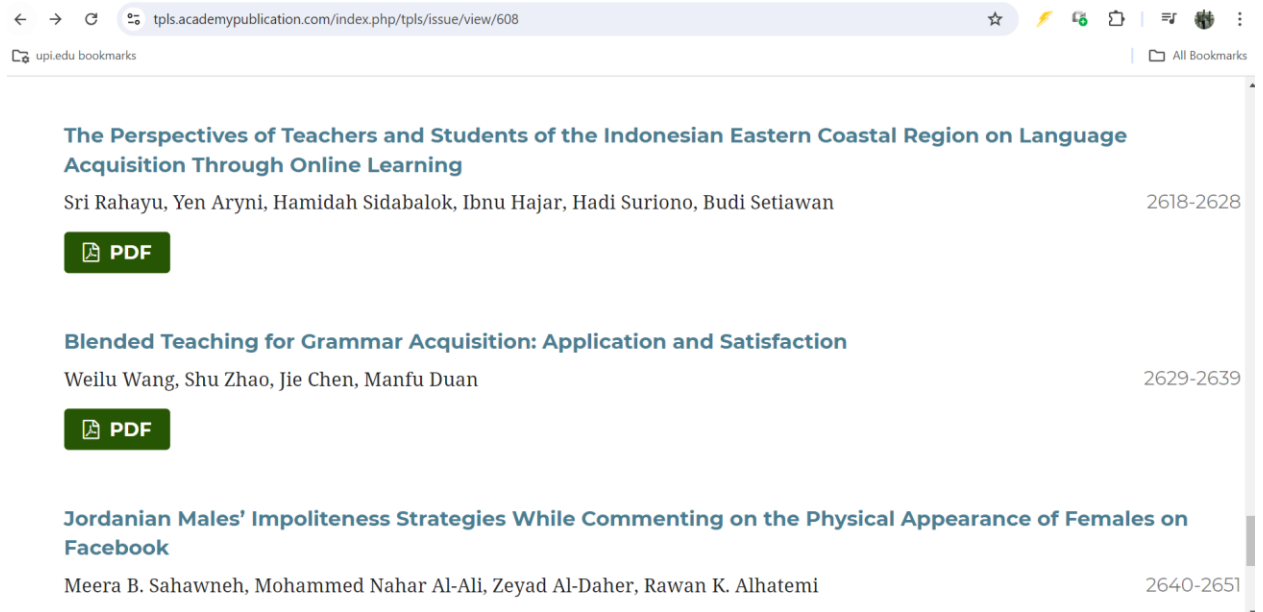 tpls.academypublication.com/index.php/tpls/issue/view/608
upi.edu bookmarks
All Bookmarks
The Perspectives of Teachers and Students of the Indonesian Eastern Coastal Region on Language
Acquisition Through Online Learning
Sri Rahayu, Yen Aryni, Hamidah Sidabalok, Ibnu Hajar, Hadi Suriono, Budi Setiawan
2618-2628
PDF
Blended Teaching for Grammar Acquisition: Application and Satisfaction
Weilu Wang, Shu Zhao, Jie Chen, Manfu Duan
2629-2639
PDF
Jordanian Males’ Impoliteness Strategies While Commenting on the Physical Appearance of Females on
Facebook
Meera B. Sahawneh, Mohammed Nahar Al-Ali, Zeyad Al-Daher, Rawan K. Alhatemi
2640-2651